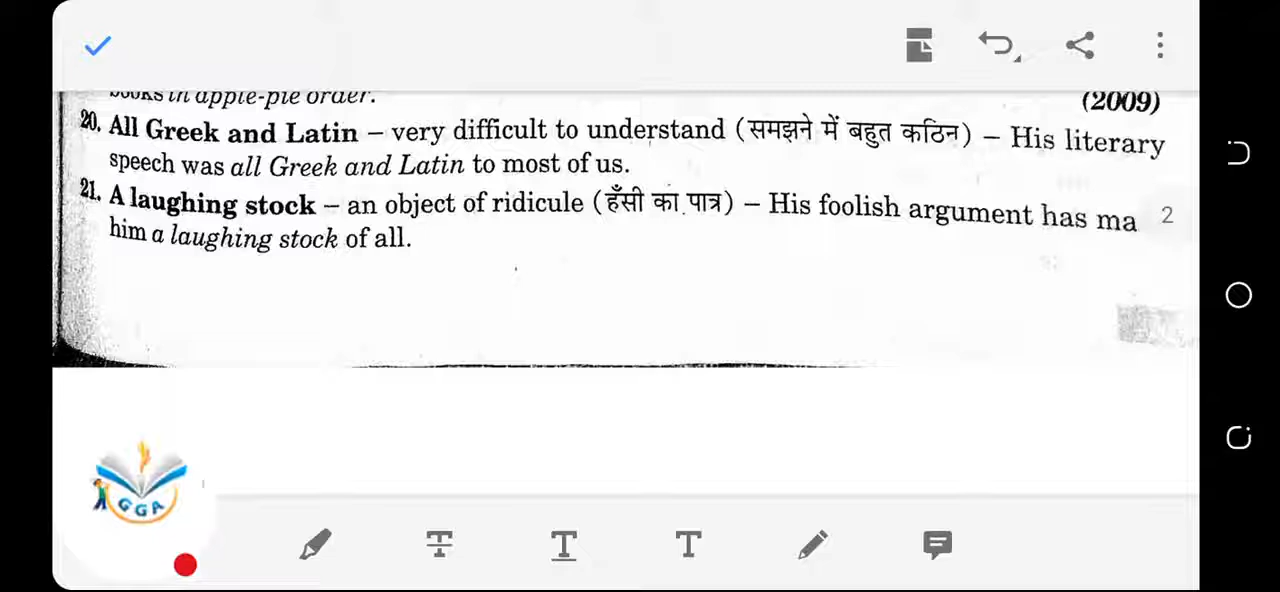 books in apple-pie order.
(2009)
20. All Greek and Latin – very difficult to understand (समझने में बहुत कठिन) – His literary
speech was all Greek and Latin to most of us.
21. A laughing stock – an object of ridicule (हँसी का पात्र) – His foolish argument has ma
2
him a laughing stock of all.
GGA